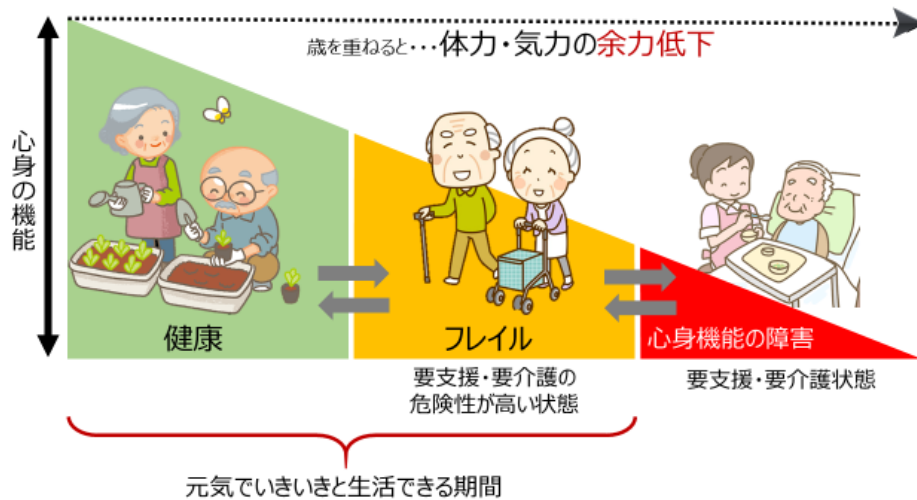 歳を重ねると・・・体力・気力の余力低下
心身の機能
健康
フレイル
心身機能の障害
要支援・要介護の
危険性が高い状態
要支援・要介護状態
元気でいきいきと生活できる期間